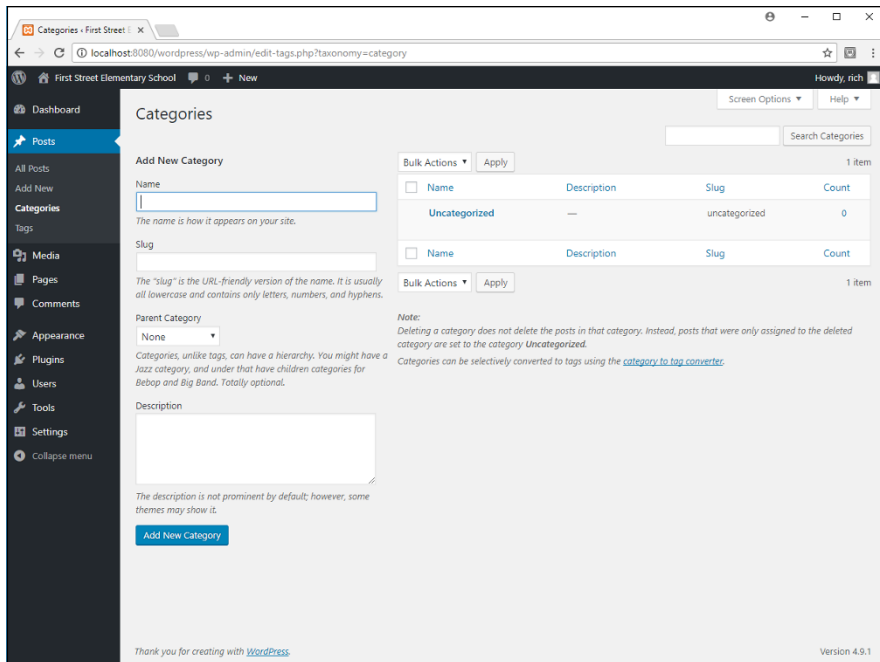 Categories ‹ First Street E
localhost:8080/wordpress/wp-admin/edit-tags.php?taxonomy=category
First Street Elementary School 0 New Howdy, rich
Screen Options Help
Dashboard
Posts
All Posts
Add New
Categories
Tags
Media
Pages
Comments
Appearance
Plugins
Users
Tools
Settings
Collapse menu
Categories
Search Categories
Add New Category
Name
The name is how it appears on your site.
Slug
The "slug" is the URL-friendly version of the name. It is usually
all lowercase and contains only letters, numbers, and hyphens.
Parent Category
None
Categories, unlike tags, can have a hierarchy. You might have a
Jazz category, and under that have children categories for
Bebop and Big Band. Totally optional.
Description
The description is not prominent by default; however, some
themes may show it.
Add New Category
Bulk Actions Apply 1 item
Name Description Slug Count
Uncategorized — uncategorized 0
Name Description Slug Count
Bulk Actions Apply 1 item
Note:
Deleting a category does not delete the posts in that category. Instead, posts that were only assigned to the deleted
category are set to the category Uncategorized.
Categories can be selectively converted to tags using the category to tag converter.
Thank you for creating with WordPress. Version 4.9.1